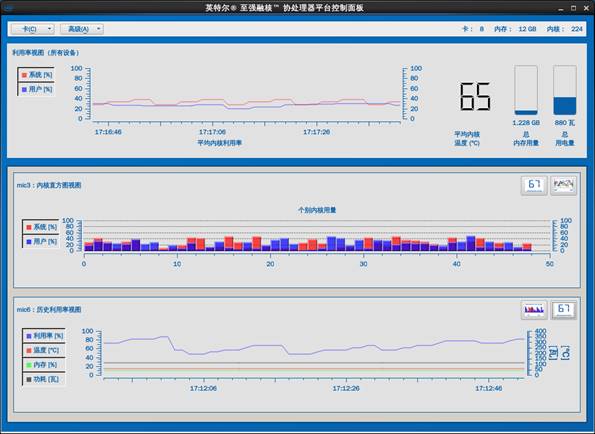 英特尔® 至强融核™ 协处理器平台控制面板
卡(C) 高级(A) 卡： 8 内存： 12 GB 内核： 224
利用率视图（所有设备）
系统 [%]
用户 [%]
100 80 60 40 20 0
100 80 60 40 20 0
17:16:46 17:17:06 17:17:26
平均内核利用率
65
平均内核
温度 (°C)
1.228 GB
总
内存用量
880 瓦
总
用电量
mic3：内核直方图视图
67
个别内核用量
系统 [%]
用户 [%]
100 80 60 40 20 0
100 80 60 40 20 0
0 10 20 30 40 50
mic6：历史利用率视图
67
利用率 [%]
温度 [°C]
内存 [%]
功耗 [瓦]
100 80 60 40 20 0
400 350 300 250 200 150 100 50 0
[°C]
[瓦]
17:12:06 17:12:26 17:12:46